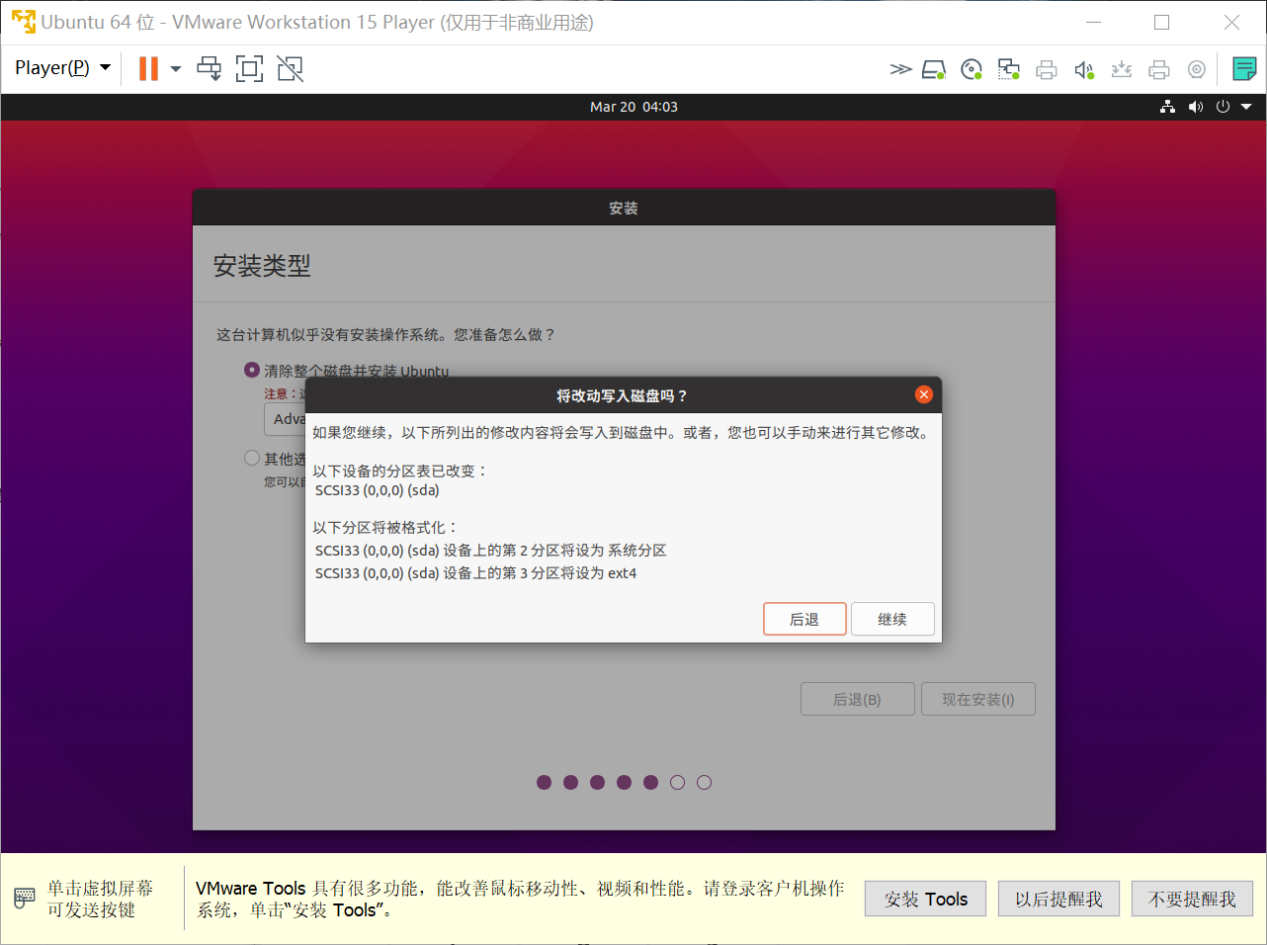 Ubuntu 64 位 - VMware Workstation 15 Player (仅用于非商业用途)
Player(P)
Mar 20 04:03
安装
安装类型
这台计算机似乎没有安装操作系统。您准备怎么做？
清除整个磁盘并安装 Ubuntu
注意：
Adva
其他选
您可以
将改动写入磁盘吗？
如果您继续，以下所列出的修改内容将会写入到磁盘中。或者，您也可以手动来进行其它修改。
以下设备的分区表已改变：
SCSI33 (0,0,0) (sda)
以下分区将被格式化：
SCSI33 (0,0,0) (sda) 设备上的第 2 分区将设为 系统分区
SCSI33 (0,0,0) (sda) 设备上的第 3 分区将设为 ext4
后退
继续
后退(B)
现在安装(I)
单击虚拟屏幕
可发送按键
VMware Tools 具有很多功能，能改善鼠标移动性、视频和性能。请登录客户机操作
系统，单击“安装 Tools”。
安装 Tools
以后提醒我
不要提醒我